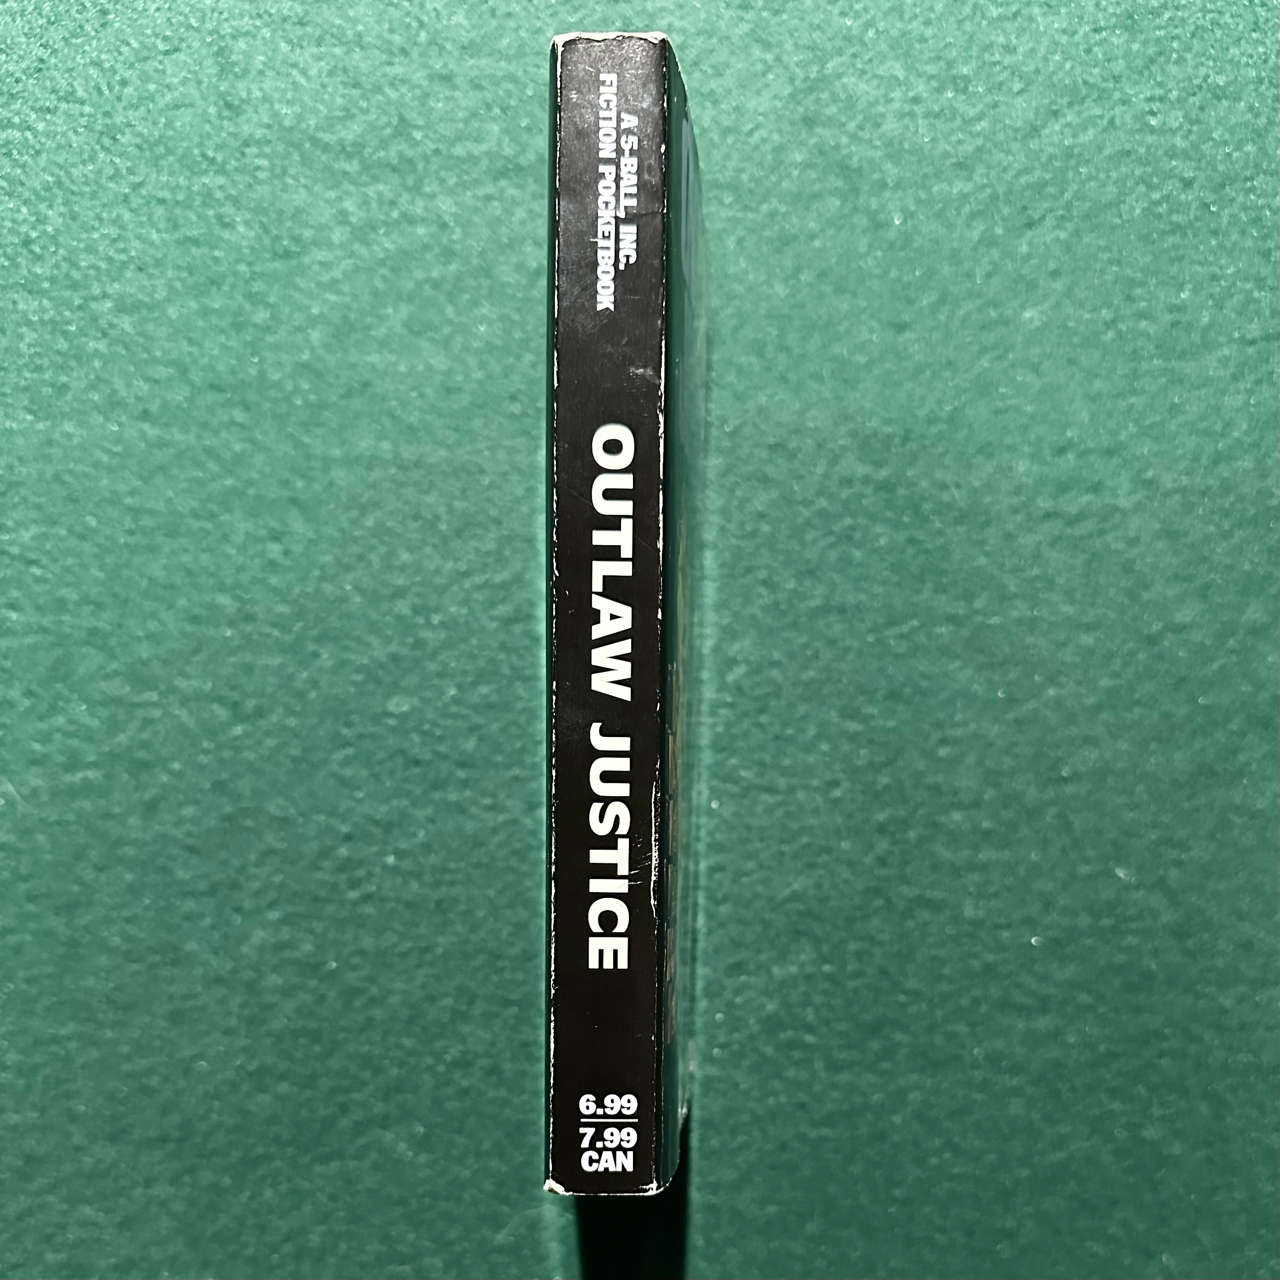 A 5-BALL, INC.
FICTION POCKETBOOK
OUTLAW JUSTICE
6.99
7.99
CAN